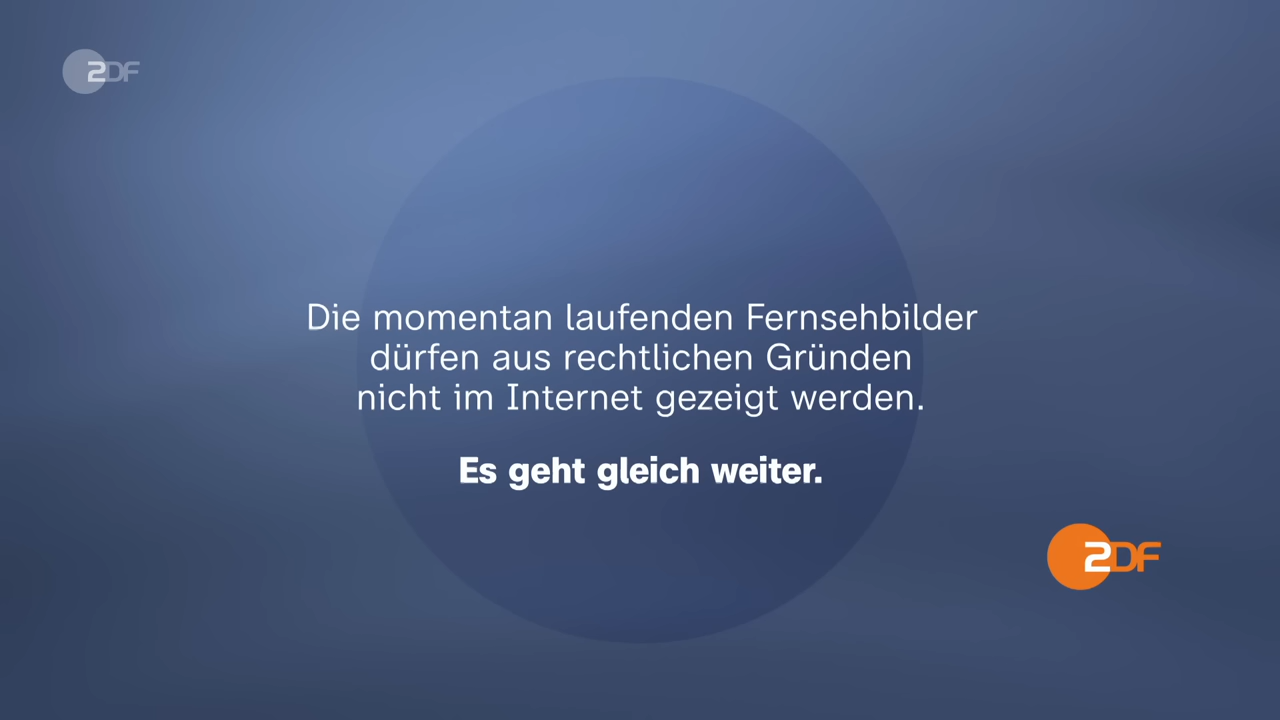 ZDF
Die momentan laufenden Fernsehbilder
dürfen aus rechtlichen Gründen
nicht im Internet gezeigt werden.
Es geht gleich weiter.
ZDF